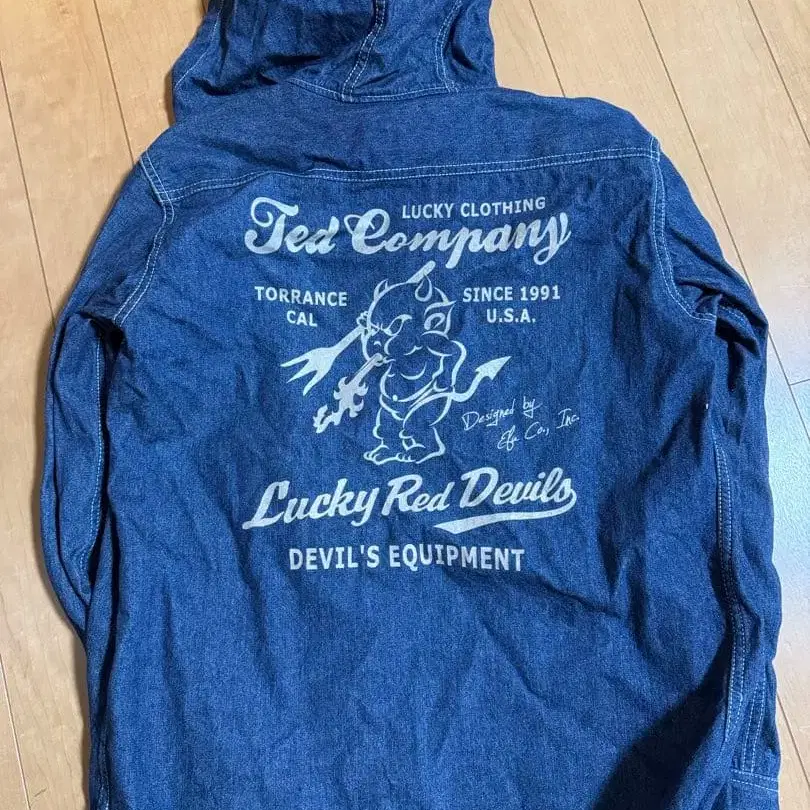 LUCKY CLOTHING
Ted Company
TORRANCE
CAL
SINCE 1991
U.S.A.
Designed by
Efu Co., Inc.
Lucky Red Devils
DEVIL'S EQUIPMENT